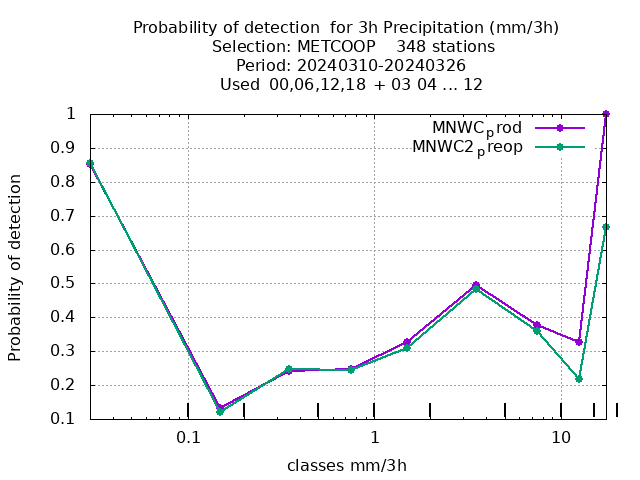 Probability of detection for 3h Precipitation (mm/3h)
Selection: METCOOP 348 stations
Period: 20240310-20240326
Used 00,06,12,18 + 03 04 ... 12
MNWCprod
MNWC2preop
1
0.9
0.8
0.7
0.6
0.5
0.4
0.3
0.2
0.1
Probability of detection
0.1 1 10
classes mm/3h